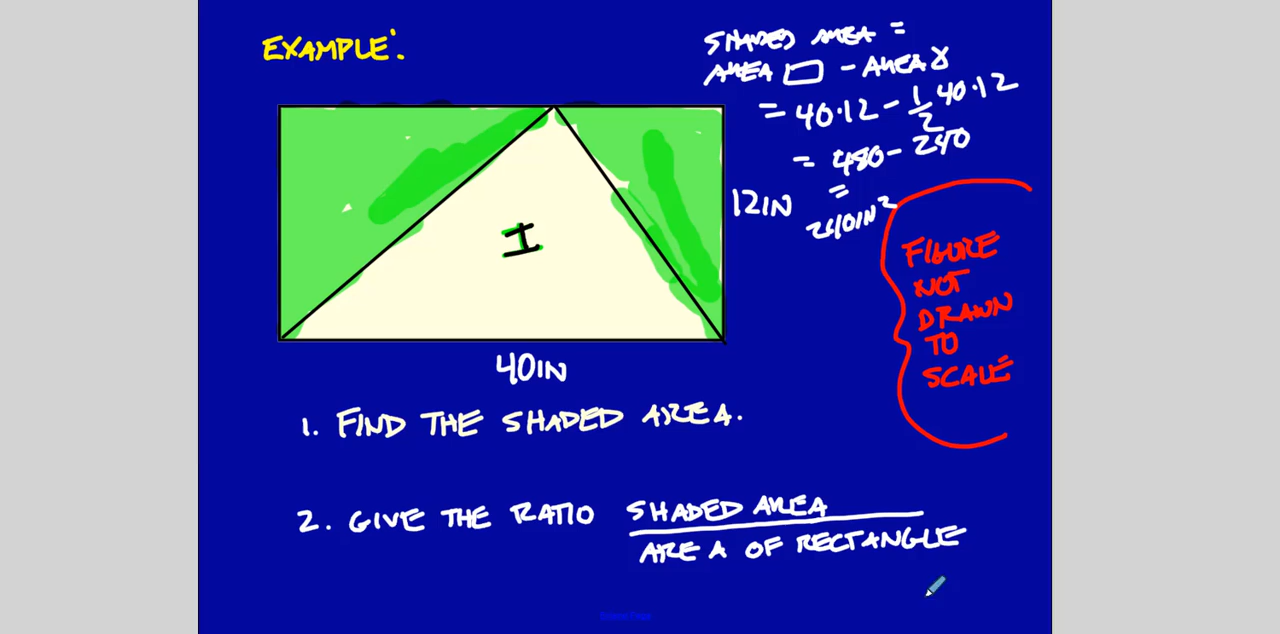 EXAMPLE:
SHADED AREA =
AREA ▭ - AREA △
= 40·12 - 1/2 40·12
= 480 - 240
=
240IN²
I
12IN
40IN
FIGURE
NOT
DRAWN
TO
SCALE
1. FIND THE SHADED AREA.
2. GIVE THE RATIO SHADED AREA
AREA OF RECTANGLE